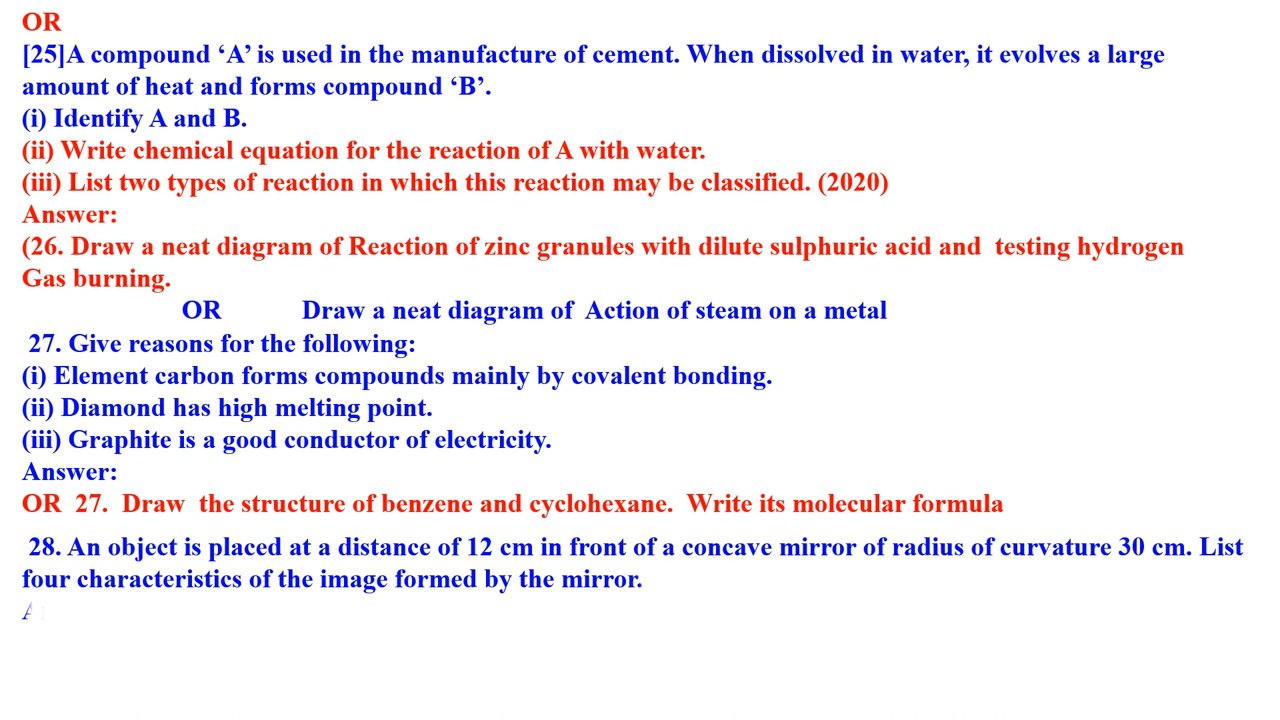 OR
[25]A compound ‘A’ is used in the manufacture of cement. When dissolved in water, it evolves a large
amount of heat and forms compound ‘B’.
(i) Identify A and B.
(ii) Write chemical equation for the reaction of A with water.
(iii) List two types of reaction in which this reaction may be classified. (2020)
Answer:
(26. Draw a neat diagram of Reaction of zinc granules with dilute sulphuric acid and testing hydrogen
Gas burning.
OR Draw a neat diagram of Action of steam on a metal
27. Give reasons for the following:
(i) Element carbon forms compounds mainly by covalent bonding.
(ii) Diamond has high melting point.
(iii) Graphite is a good conductor of electricity.
Answer:
OR 27. Draw the structure of benzene and cyclohexane. Write its molecular formula
28. An object is placed at a distance of 12 cm in front of a concave mirror of radius of curvature 30 cm. List
four characteristics of the image formed by the mirror.